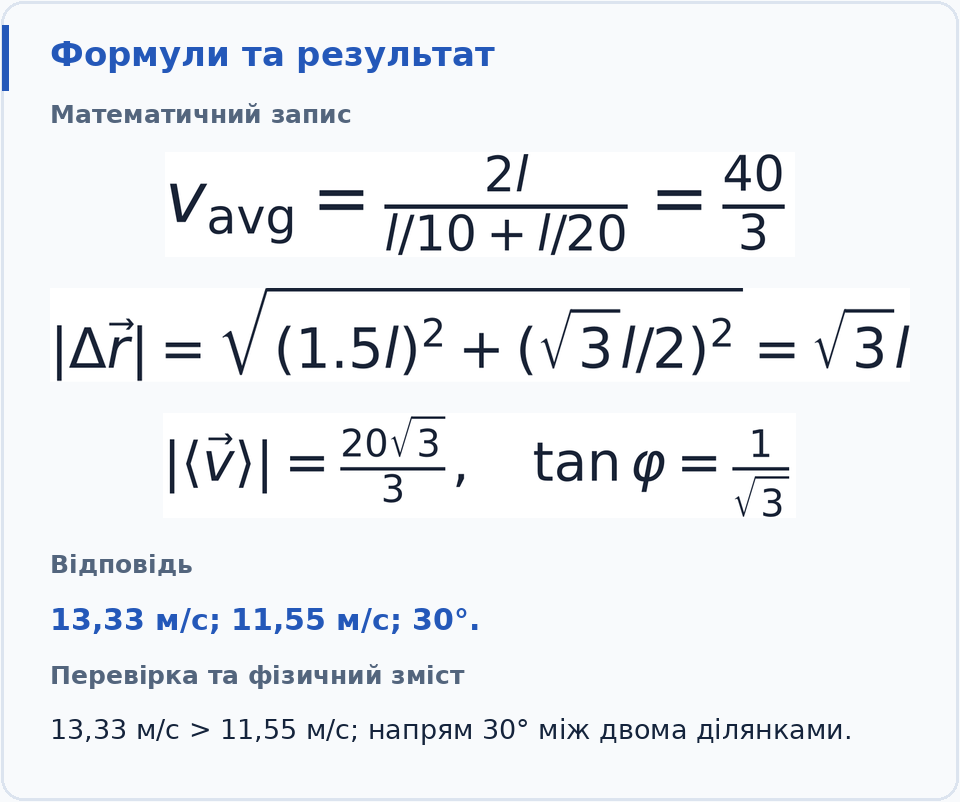 Формули та результат
Математичний запис
v_avg = 2l / (l/10 + l/20) = 40/3
|Δr⃗| = √((1.5l)² + (√3 l/2)²) = √3 l
|⟨v⃗⟩| = 20√3/3, tan φ = 1/√3
Відповідь
13,33 м/с; 11,55 м/с; 30°.
Перевірка та фізичний зміст
13,33 м/с > 11,55 м/с; напрям 30° між двома ділянками.